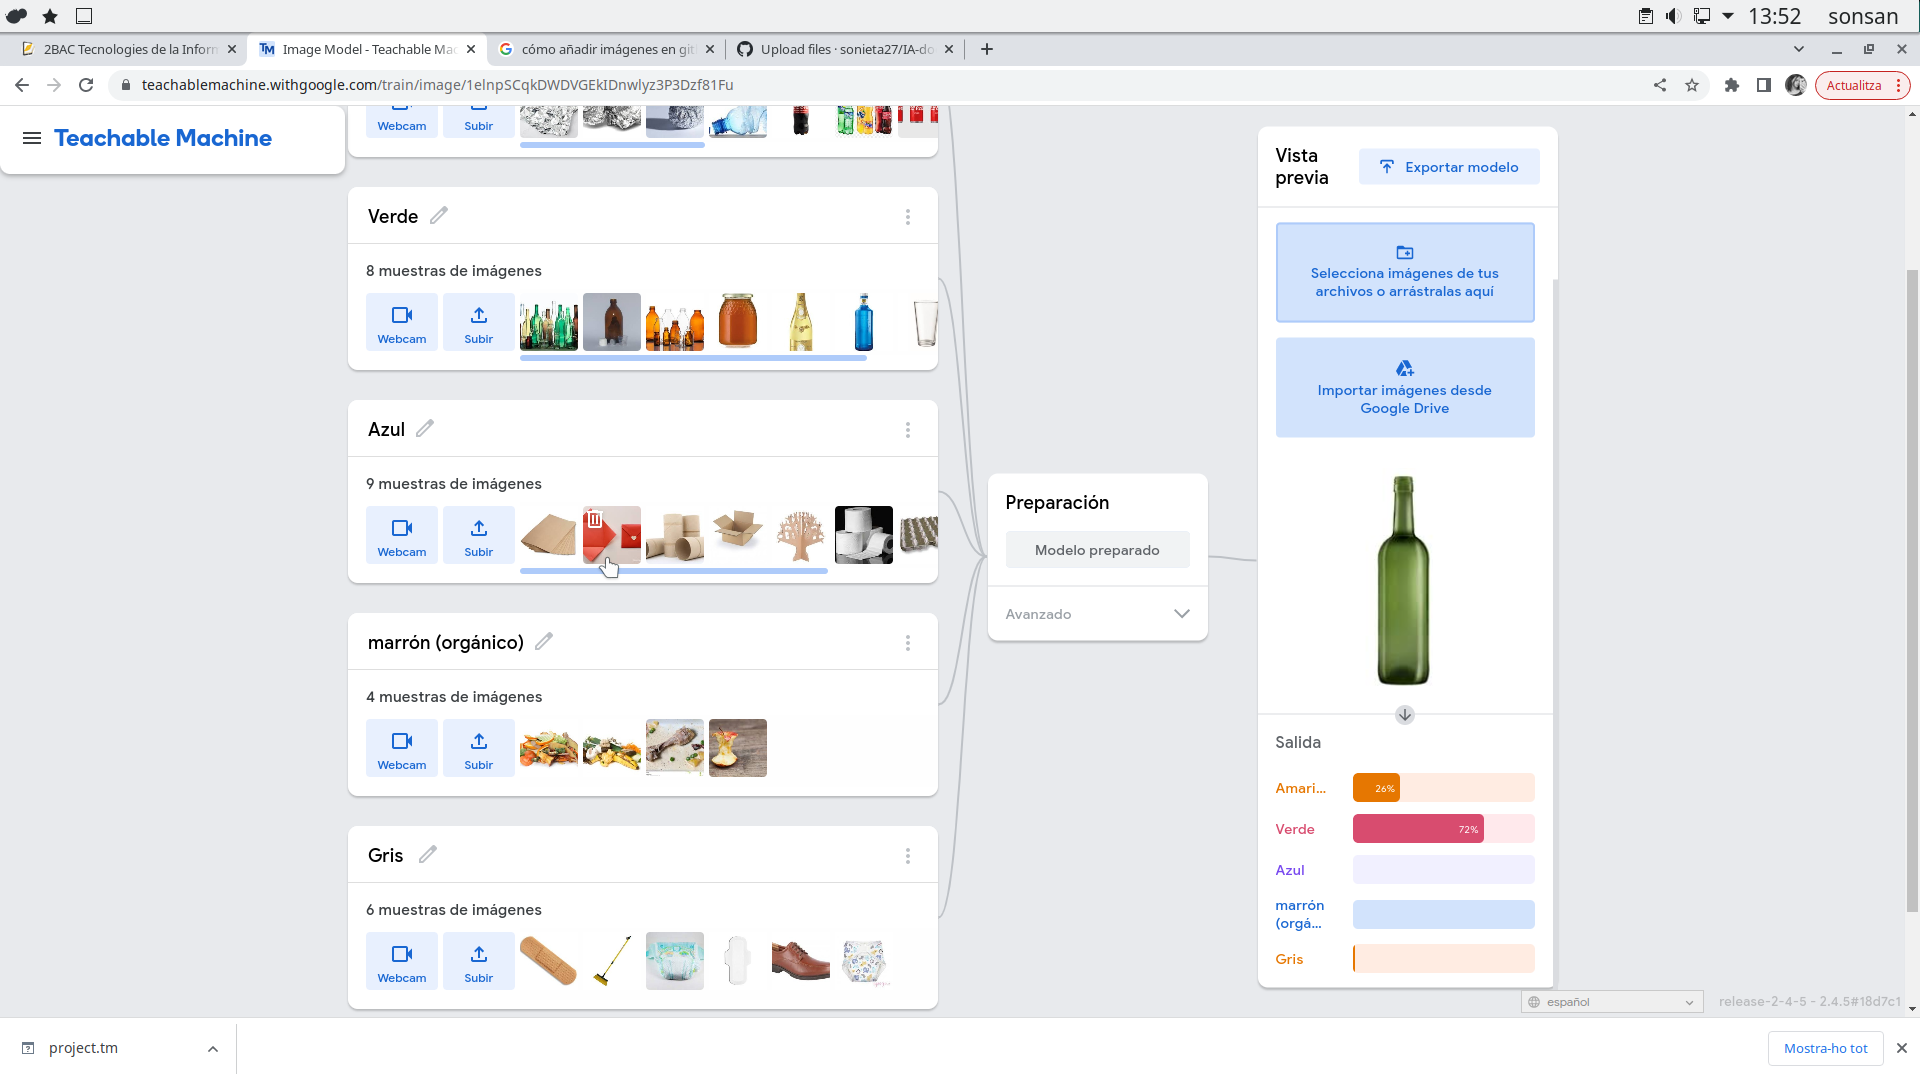 13:52 sonsan
2BAC Tecnologies de la Inform
Image Model - Teachable Mac
cómo añadir imágenes en git
Upload files · sonieta27/IA-do
teachablemachine.withgoogle.com/train/image/1elnpSCqkDWDVGEkIDnwlyz3P3Dzf81Fu
Actualitza
Teachable Machine
Webcam
Subir
Verde
8 muestras de imágenes
Webcam
Subir
Azul
9 muestras de imágenes
Webcam
Subir
marrón (orgánico)
4 muestras de imágenes
Webcam
Subir
Gris
6 muestras de imágenes
Webcam
Subir
Preparación
Modelo preparado
Avanzado
Vista
previa
Exportar modelo
Selecciona imágenes de tus
archivos o arrástralas aquí
Importar imágenes desde
Google Drive
Salida
Amari... 26%
Verde 72%
Azul
marrón
(orgá...
Gris
español
release-2-4-5 - 2.4.5#18d7c1
project.tm
Mostra-ho tot